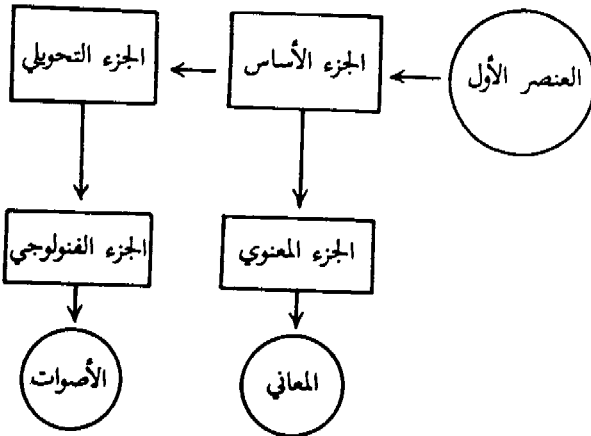 العنصر الأول
الجزء الأساس
الجزء التحويلي
الجزء المعنوي
الجزء الفنولوجي
المعاني
الأصوات